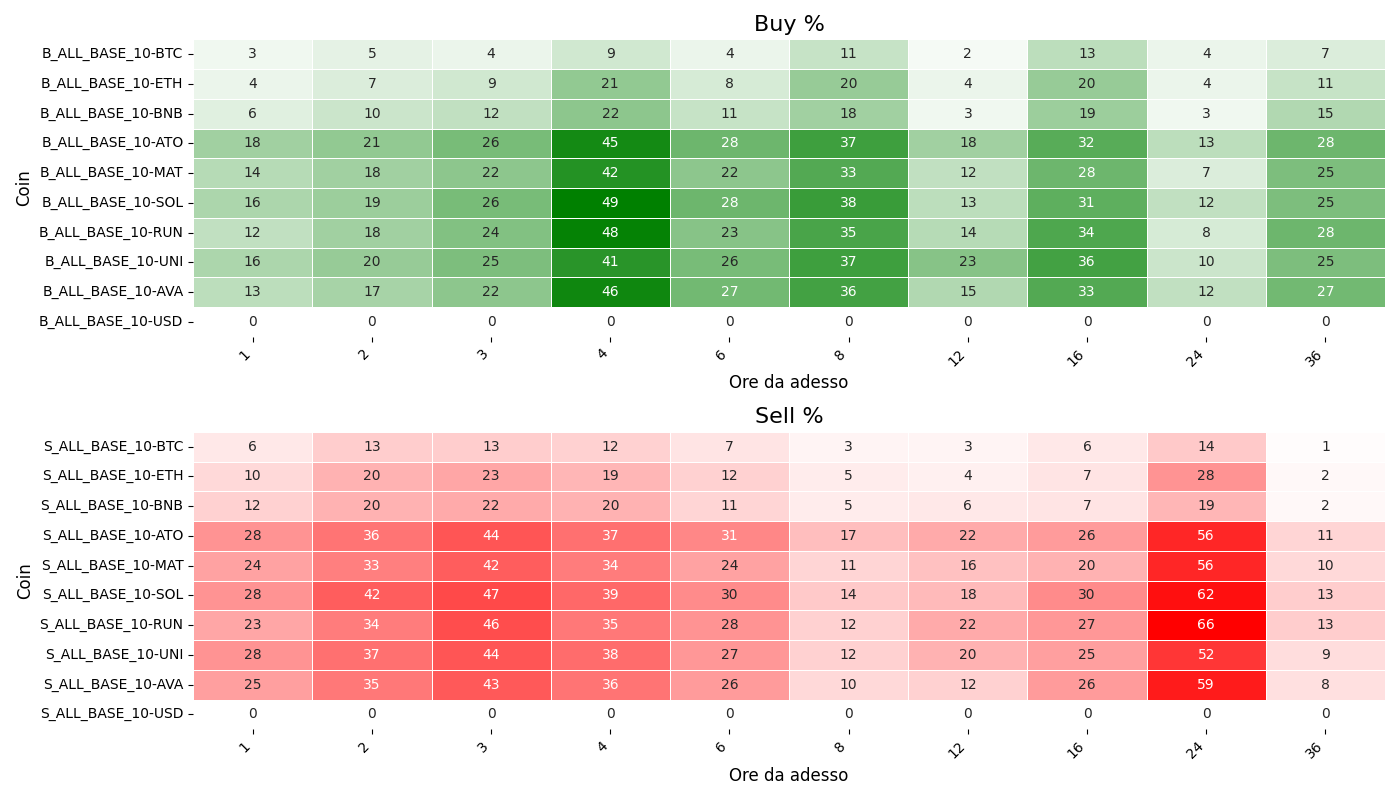 Buy %
Coin
B_ALL_BASE_10-BTC 3 5 4 9 4 11 2 13 4 7
B_ALL_BASE_10-ETH 4 7 9 21 8 20 4 20 4 11
B_ALL_BASE_10-BNB 6 10 12 22 11 18 3 19 3 15
B_ALL_BASE_10-ATO 18 21 26 45 28 37 18 32 13 28
B_ALL_BASE_10-MAT 14 18 22 42 22 33 12 28 7 25
B_ALL_BASE_10-SOL 16 19 26 49 28 38 13 31 12 25
B_ALL_BASE_10-RUN 12 18 24 48 23 35 14 34 8 28
B_ALL_BASE_10-UNI 16 20 25 41 26 37 23 36 10 25
B_ALL_BASE_10-AVA 13 17 22 46 27 36 15 33 12 27
B_ALL_BASE_10-USD 0 0 0 0 0 0 0 0 0 0
1 2 3 4 6 8 12 16 24 36
Ore da adesso
Sell %
Coin
S_ALL_BASE_10-BTC 6 13 13 12 7 3 3 6 14 1
S_ALL_BASE_10-ETH 10 20 23 19 12 5 4 7 28 2
S_ALL_BASE_10-BNB 12 20 22 20 11 5 6 7 19 2
S_ALL_BASE_10-ATO 28 36 44 37 31 17 22 26 56 11
S_ALL_BASE_10-MAT 24 33 42 34 24 11 16 20 56 10
S_ALL_BASE_10-SOL 28 42 47 39 30 14 18 30 62 13
S_ALL_BASE_10-RUN 23 34 46 35 28 12 22 27 66 13
S_ALL_BASE_10-UNI 28 37 44 38 27 12 20 25 52 9
S_ALL_BASE_10-AVA 25 35 43 36 26 10 12 26 59 8
S_ALL_BASE_10-USD 0 0 0 0 0 0 0 0 0 0
1 2 3 4 6 8 12 16 24 36
Ore da adesso